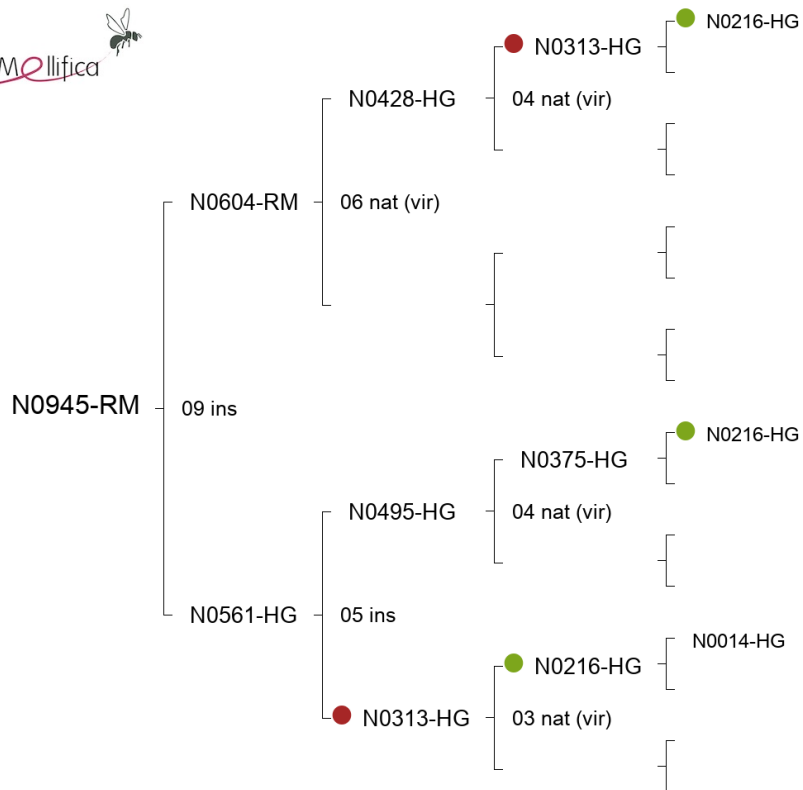 Mellifica
N0216-HG
N0313-HG
N0428-HG
04 nat (vir)
N0604-RM
06 nat (vir)
N0945-RM
09 ins
N0216-HG
N0375-HG
N0495-HG
04 nat (vir)
N0561-HG
05 ins
N0014-HG
N0216-HG
N0313-HG
03 nat (vir)